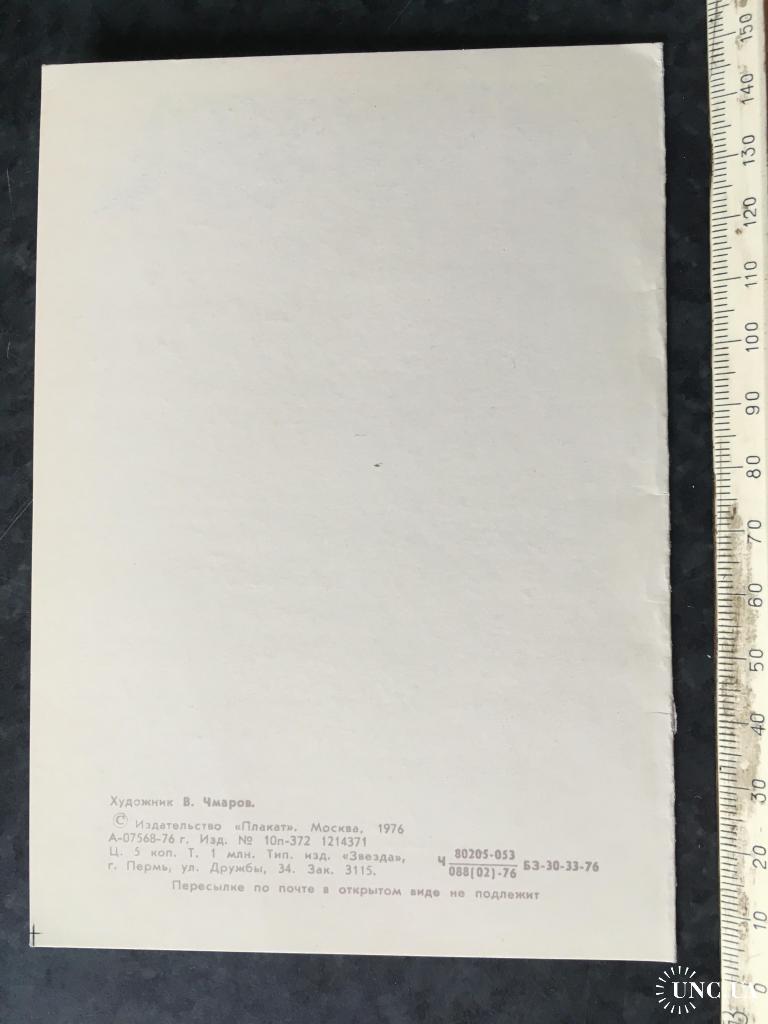 Художник В. Чмаров.
© Издательство «Плакат». Москва, 1976
А-07568-76 г. Изд. № 10п-372 1214371
Ц. 5 коп. Т. 1 млн. Тип. изд. «Звезда»,
г. Пермь, ул. Дружбы, 34. Зак. 3115.
Ч 80205-053 БЗ-30-33-76
088(02)-76
Пересылке по почте в открытом виде не подлежит
150
140
130
120
110
100
90
80
70
60
50
40
30
20
10
0
UNC.UA